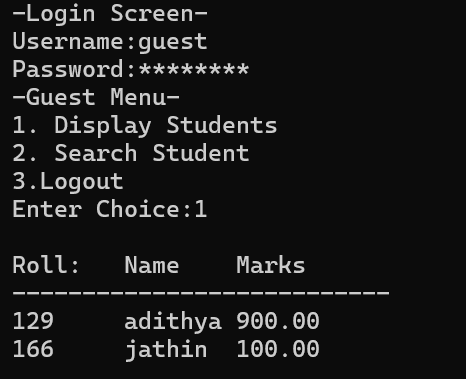 -Login Screen-
Username:guest
Password:********
-Guest Menu-
1. Display Students
2. Search Student
3.Logout
Enter Choice:1

Roll:   Name    Marks
---------------------------
129     adithya 900.00
166     jathin  100.00